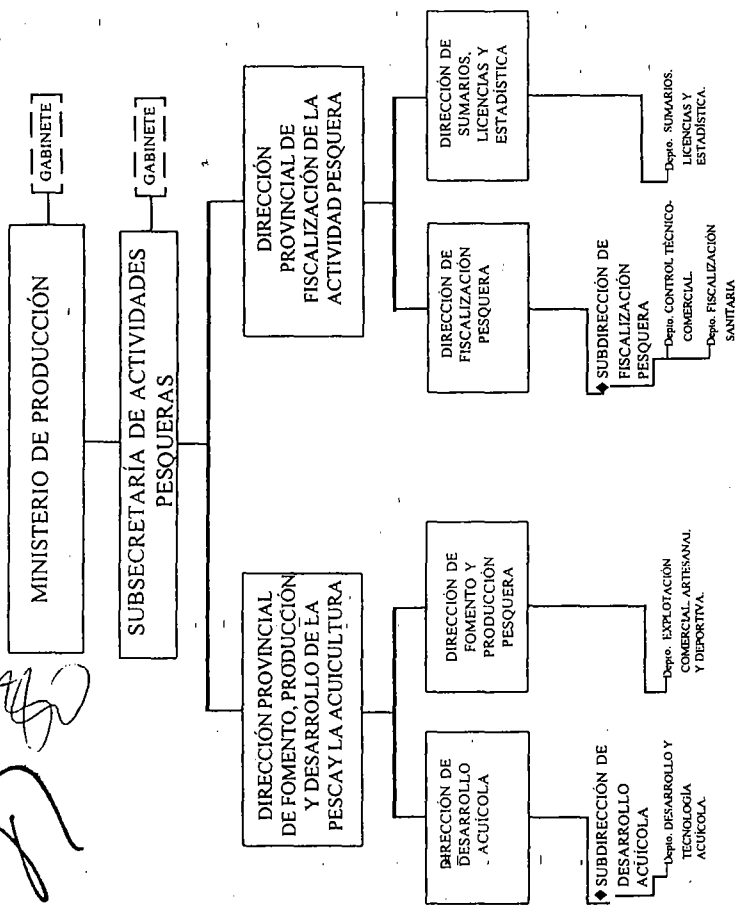 MINISTERIO DE PRODUCCIÓN
GABINETE
SUBSECRETARÍA DE ACTIVIDADES
PESQUERAS
GABINETE
DIRECCIÓN PROVINCIAL
DE FOMENTO, PRODUCCIÓN
Y DESARROLLO DE LA
PESCA Y LA ACUICULTURA
DIRECCIÓN
PROVINCIAL DE
FISCALIZACIÓN DE LA
ACTIVIDAD PESQUERA
DIRECCIÓN DE
DESARROLLO
ACUÍCOLA
DIRECCIÓN DE
FOMENTO Y
PRODUCCIÓN
PESQUERA
DIRECCIÓN DE
FISCALIZACIÓN
PESQUERA
DIRECCIÓN DE
SUMARIOS,
LICENCIAS Y
ESTADÍSTICA
◆ SUBDIRECCIÓN DE
DESARROLLO
ACUÍCOLA
Depto. DESARROLLO Y
TECNOLOGÍA
ACUÍCOLA.
Depto. EXPLOTACIÓN
COMERCIAL, ARTESANAL
Y DEPORTIVA.
◆ SUBDIRECCIÓN DE
FISCALIZACIÓN
PESQUERA
Depto. CONTROL TÉCNICO-
COMERCIAL.
Depto. FISCALIZACIÓN
SANITARIA
Depto. SUMARIOS.
LICENCIAS Y
ESTADÍSTICA.